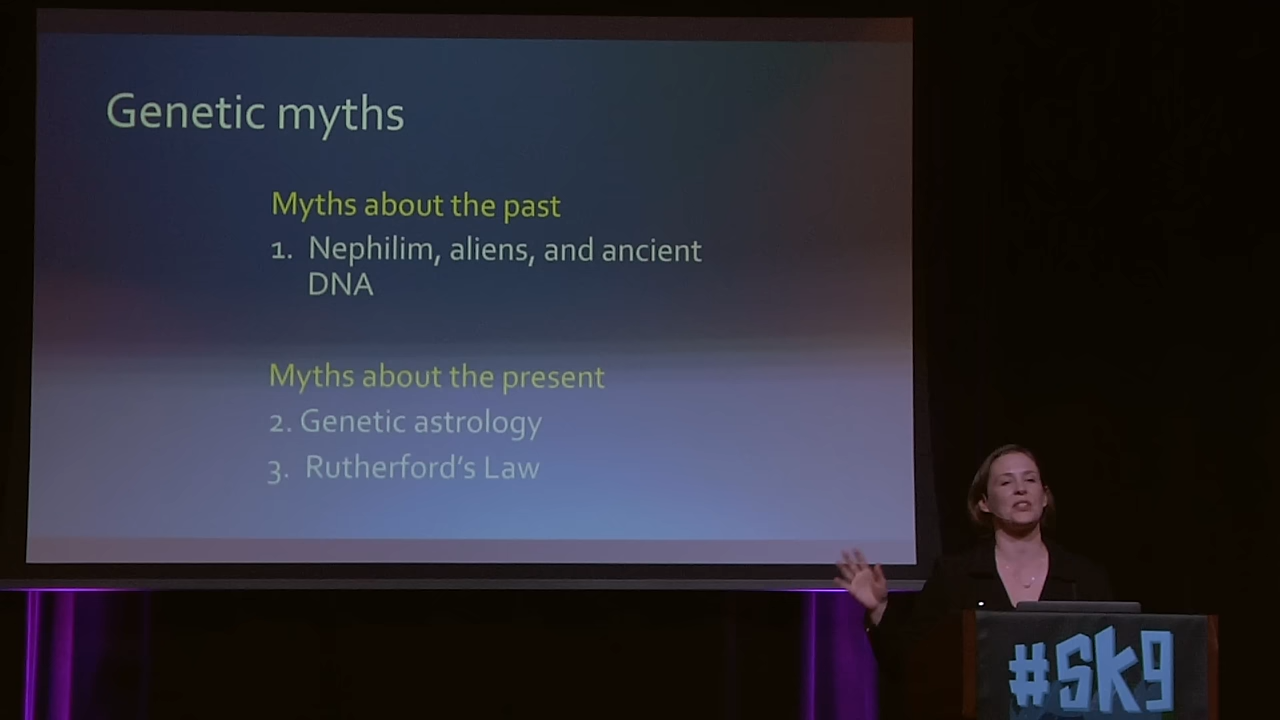 Genetic myths
Myths about the past
1. Nephilim, aliens, and ancient
DNA
Myths about the present
2. Genetic astrology
3. Rutherford's Law
#SK9